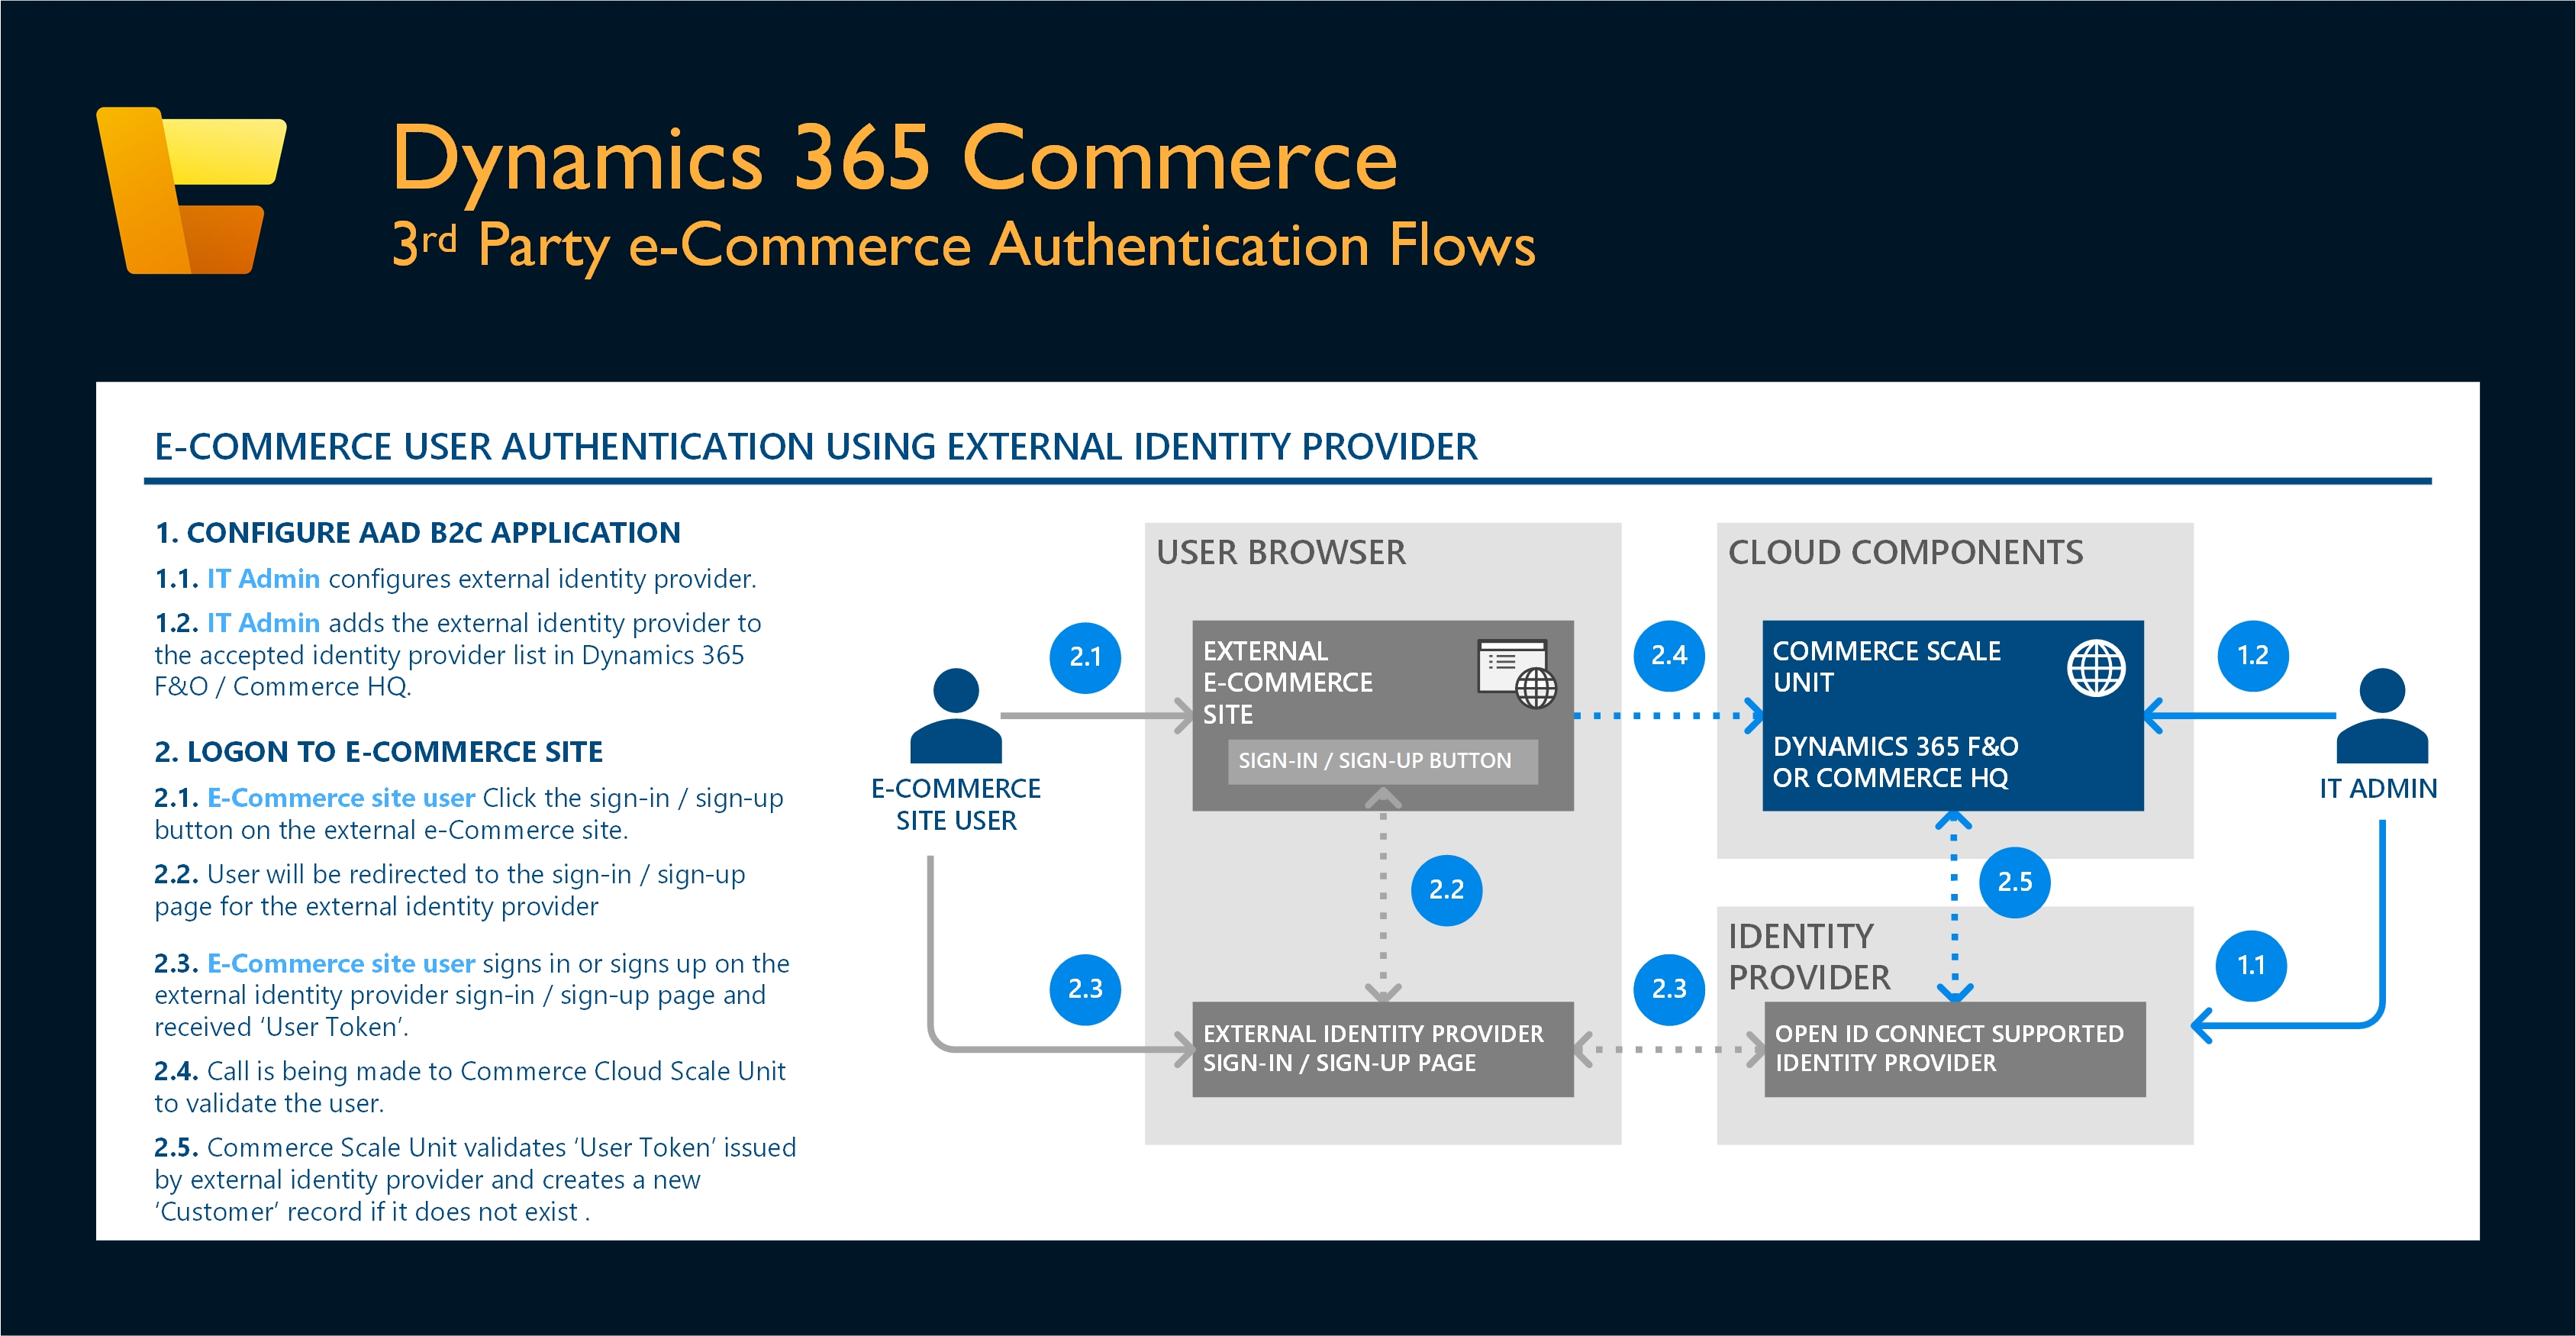 Dynamics 365 Commerce
3rd Party e-Commerce Authentication Flows
E-COMMERCE USER AUTHENTICATION USING EXTERNAL IDENTITY PROVIDER
1. CONFIGURE AAD B2C APPLICATION
1.1. IT Admin configures external identity provider.
1.2. IT Admin adds the external identity provider to
the accepted identity provider list in Dynamics 365
F&O / Commerce HQ.
2. LOGON TO E-COMMERCE SITE
2.1. E-Commerce site user Click the sign-in / sign-up
button on the external e-Commerce site.
2.2. User will be redirected to the sign-in / sign-up
page for the external identity provider
2.3. E-Commerce site user signs in or signs up on the
external identity provider sign-in / sign-up page and
received ‘User Token’.
2.4. Call is being made to Commerce Cloud Scale Unit
to validate the user.
2.5. Commerce Scale Unit validates ‘User Token’ issued
by external identity provider and creates a new
‘Customer’ record if it does not exist .
E-COMMERCE
SITE USER
2.1
2.3
USER BROWSER
EXTERNAL
E-COMMERCE
SITE
SIGN-IN / SIGN-UP BUTTON
2.2
EXTERNAL IDENTITY PROVIDER
SIGN-IN / SIGN-UP PAGE
2.4
2.3
CLOUD COMPONENTS
COMMERCE SCALE
UNIT
DYNAMICS 365 F&O
OR COMMERCE HQ
2.5
IDENTITY
PROVIDER
OPEN ID CONNECT SUPPORTED
IDENTITY PROVIDER
1.2
IT ADMIN
1.1